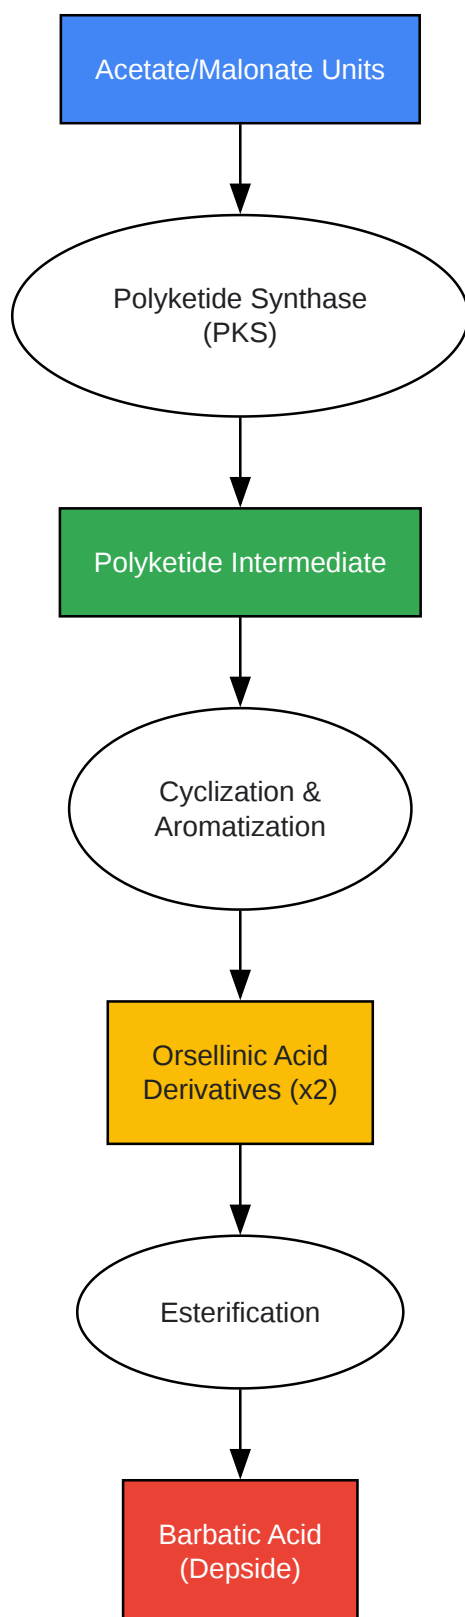 Acetate/Malonate Units
Polyketide Synthase
(PKS)
Polyketide Intermediate
Cyclization &
Aromatization
Orsellinic Acid
Derivatives (x2)
Esterification
Barbatic Acid
(Depside)